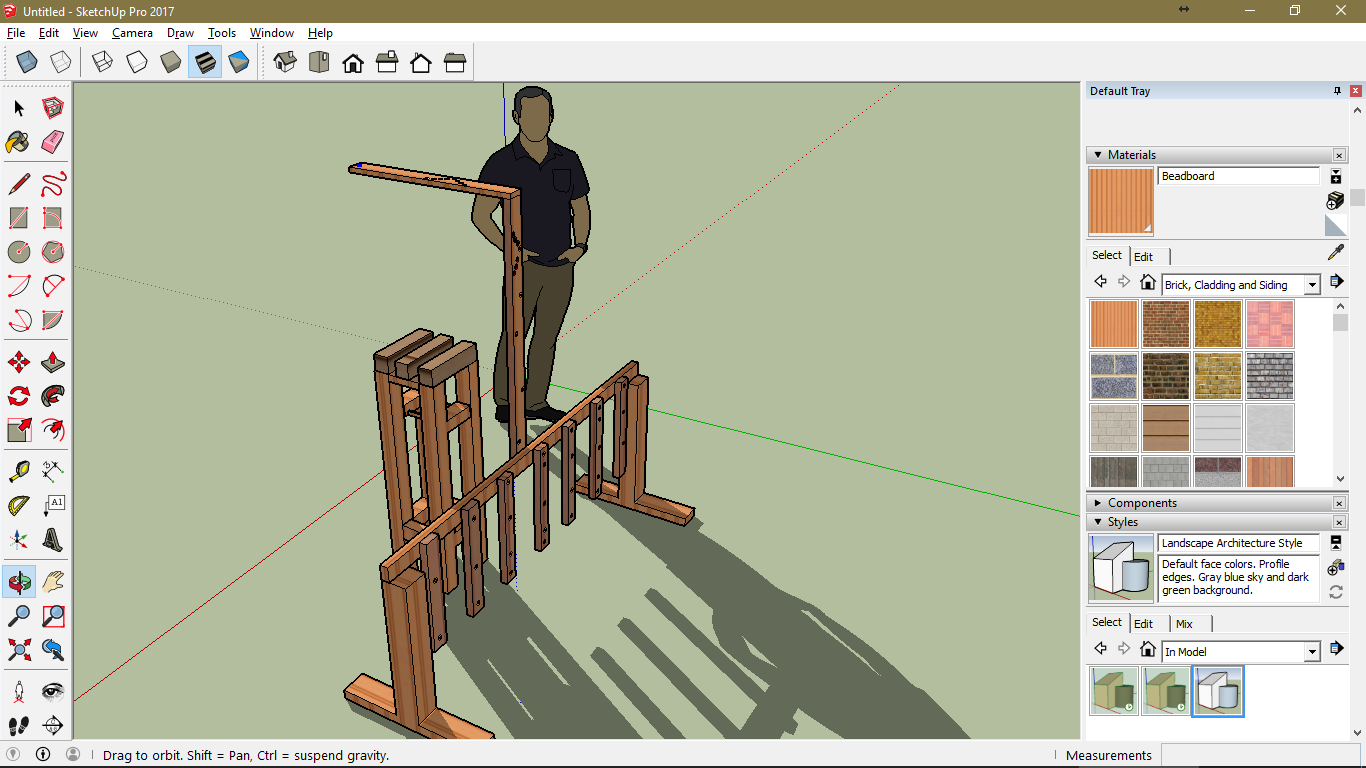 Untitled - SketchUp Pro 2017
File Edit View Camera Draw Tools Window Help
Default Tray
Materials
Beadboard
Select Edit
Brick, Cladding and Siding
A1
Components
Styles
Landscape Architecture Style
Default face colors. Profile
edges. Gray blue sky and dark
green background.
Select Edit Mix
In Model
Drag to orbit. Shift = Pan, Ctrl = suspend gravity.
Measurements